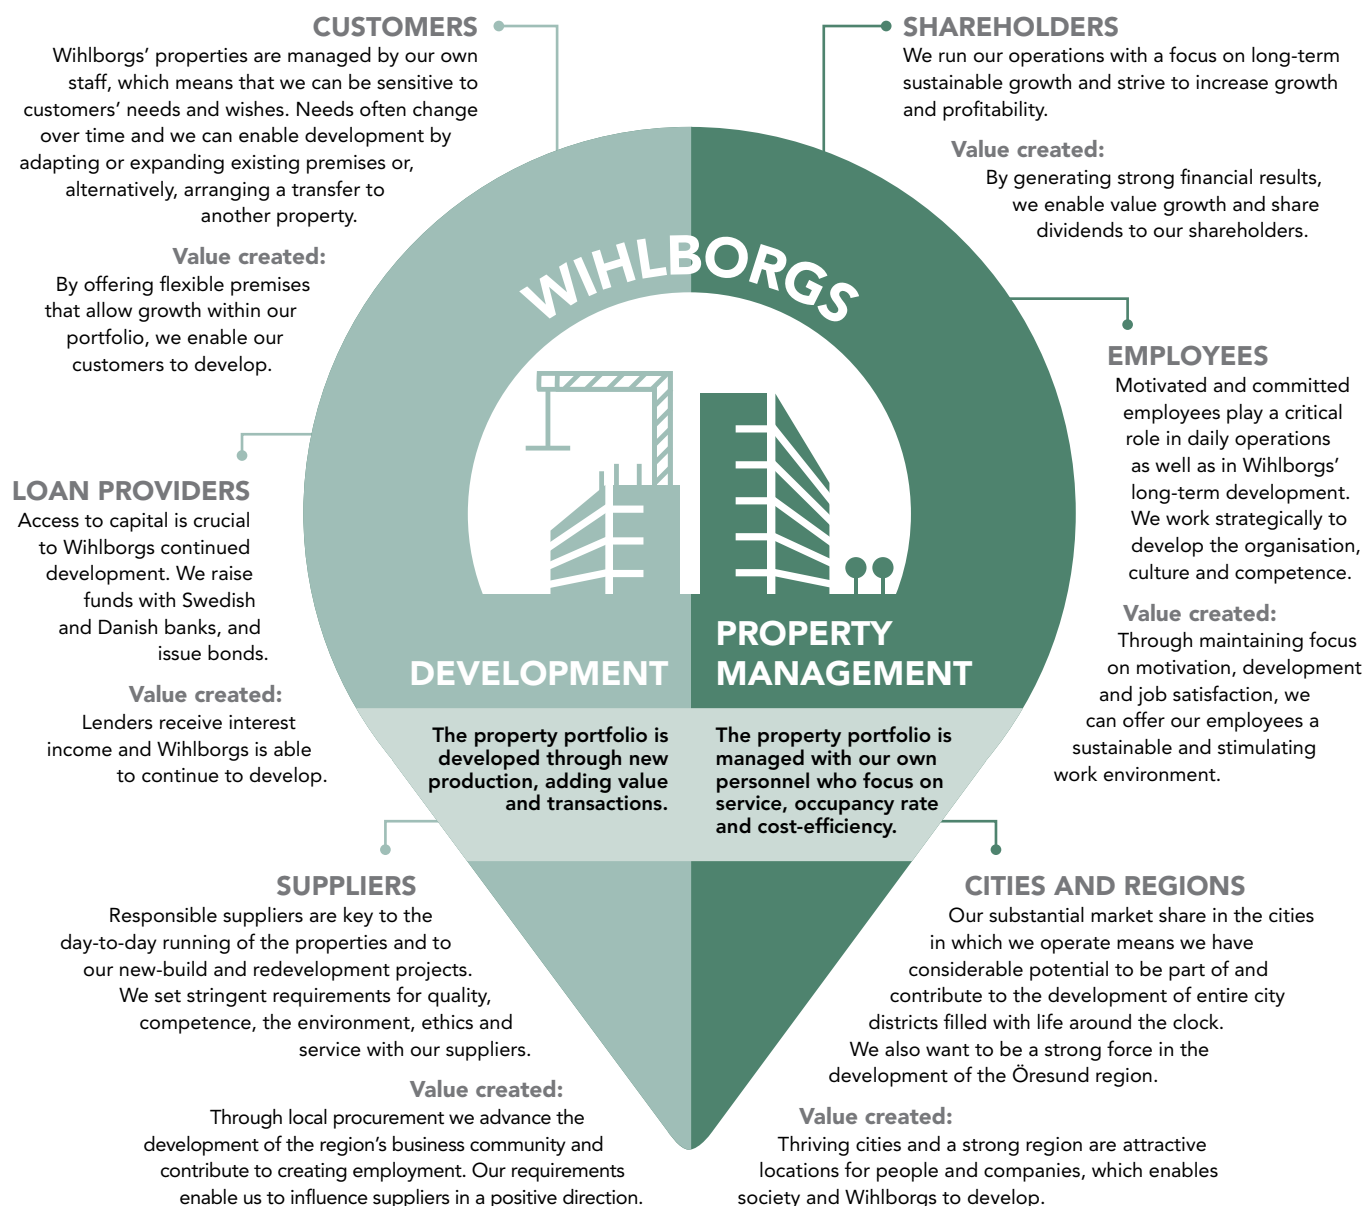 CUSTOMERS
Wihlborgs’ properties are managed by our own
staff, which means that we can be sensitive to
customers’ needs and wishes. Needs often change
over time and we can enable development by
adapting or expanding existing premises or,
alternatively, arranging a transfer to
another property.
Value created:
By offering flexible premises
that allow growth within our
portfolio, we enable our
customers to develop.
LOAN PROVIDERS
Access to capital is crucial
to Wihlborgs continued
development. We raise
funds with Swedish
and Danish banks, and
issue bonds.
Value created:
Lenders receive interest
income and Wihlborgs is able
to continue to develop.
SUPPLIERS
Responsible suppliers are key to the
day-to-day running of the properties and to
our new-build and redevelopment projects.
We set stringent requirements for quality,
competence, the environment, ethics and
service with our suppliers.
Value created:
Through local procurement we advance the
development of the region’s business community and
contribute to creating employment. Our requirements
enable us to influence suppliers in a positive direction.
WIHLBORGS
DEVELOPMENT
The property portfolio is
developed through new
production, adding value
and transactions.
PROPERTY
MANAGEMENT
The property portfolio is
managed with our own
personnel who focus on
service, occupancy rate
and cost-efficiency.
SHAREHOLDERS
We run our operations with a focus on long-term
sustainable growth and strive to increase growth
and profitability.
Value created:
By generating strong financial results,
we enable value growth and share
dividends to our shareholders.
EMPLOYEES
Motivated and committed
employees play a critical
role in daily operations
as well as in Wihlborgs’
long-term development.
We work strategically to
develop the organisation,
culture and competence.
Value created:
Through maintaining focus
on motivation, development
and job satisfaction, we
can offer our employees a
sustainable and stimulating
work environment.
CITIES AND REGIONS
Our substantial market share in the cities
in which we operate means we have
considerable potential to be part of and
contribute to the development of entire city
districts filled with life around the clock.
We also want to be a strong force in the
development of the Öresund region.
Value created:
Thriving cities and a strong region are attractive
locations for people and companies, which enables
society and Wihlborgs to develop.